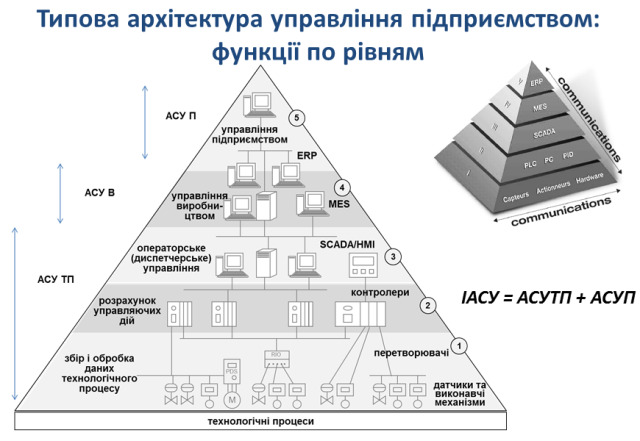 Типова архітектура управління підприємством:
функції по рівням
АСУ П
управління
підприємством
5
ERP
АСУ В
управління
виробни-
цтвом
MES
4
АСУ ТП
операторське
(диспетчерське)
управління
SCADA/HMI
3
розрахунок
управляючих
дій
контролери
2
збір і обробка
даних
технологічного
процесу
PDS
M
RIO
перетворювачі
1
датчики та
виконавчі
механізми
технологічні процеси
ERP
MES
SCADA
PLC PC PID
Capteurs Actionneurs Hardware
communications
communications
ІАСУ = АСУТП + АСУП